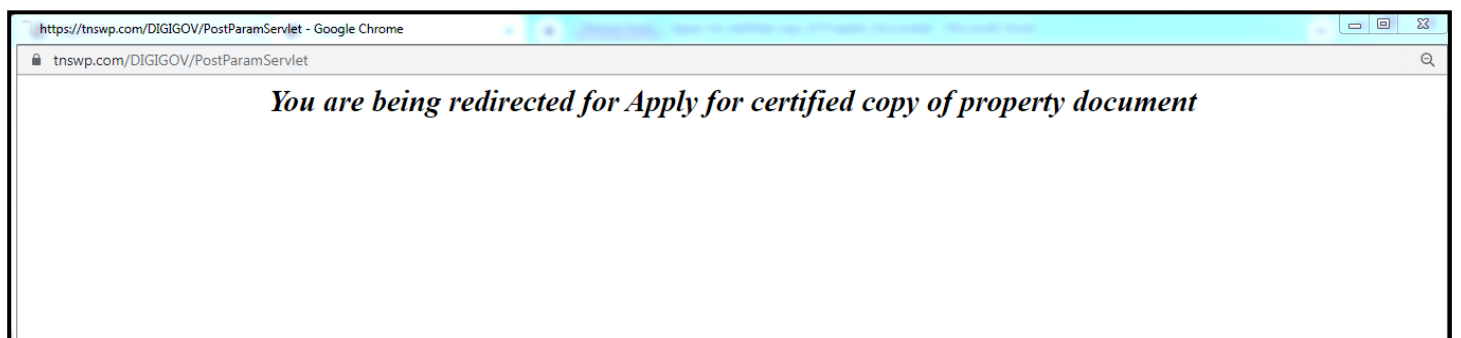 https://tnswp.com/DIGIGOV/PostParamServlet - Google Chrome
tnswp.com/DIGIGOV/PostParamServlet
You are being redirected for Apply for certified copy of property document